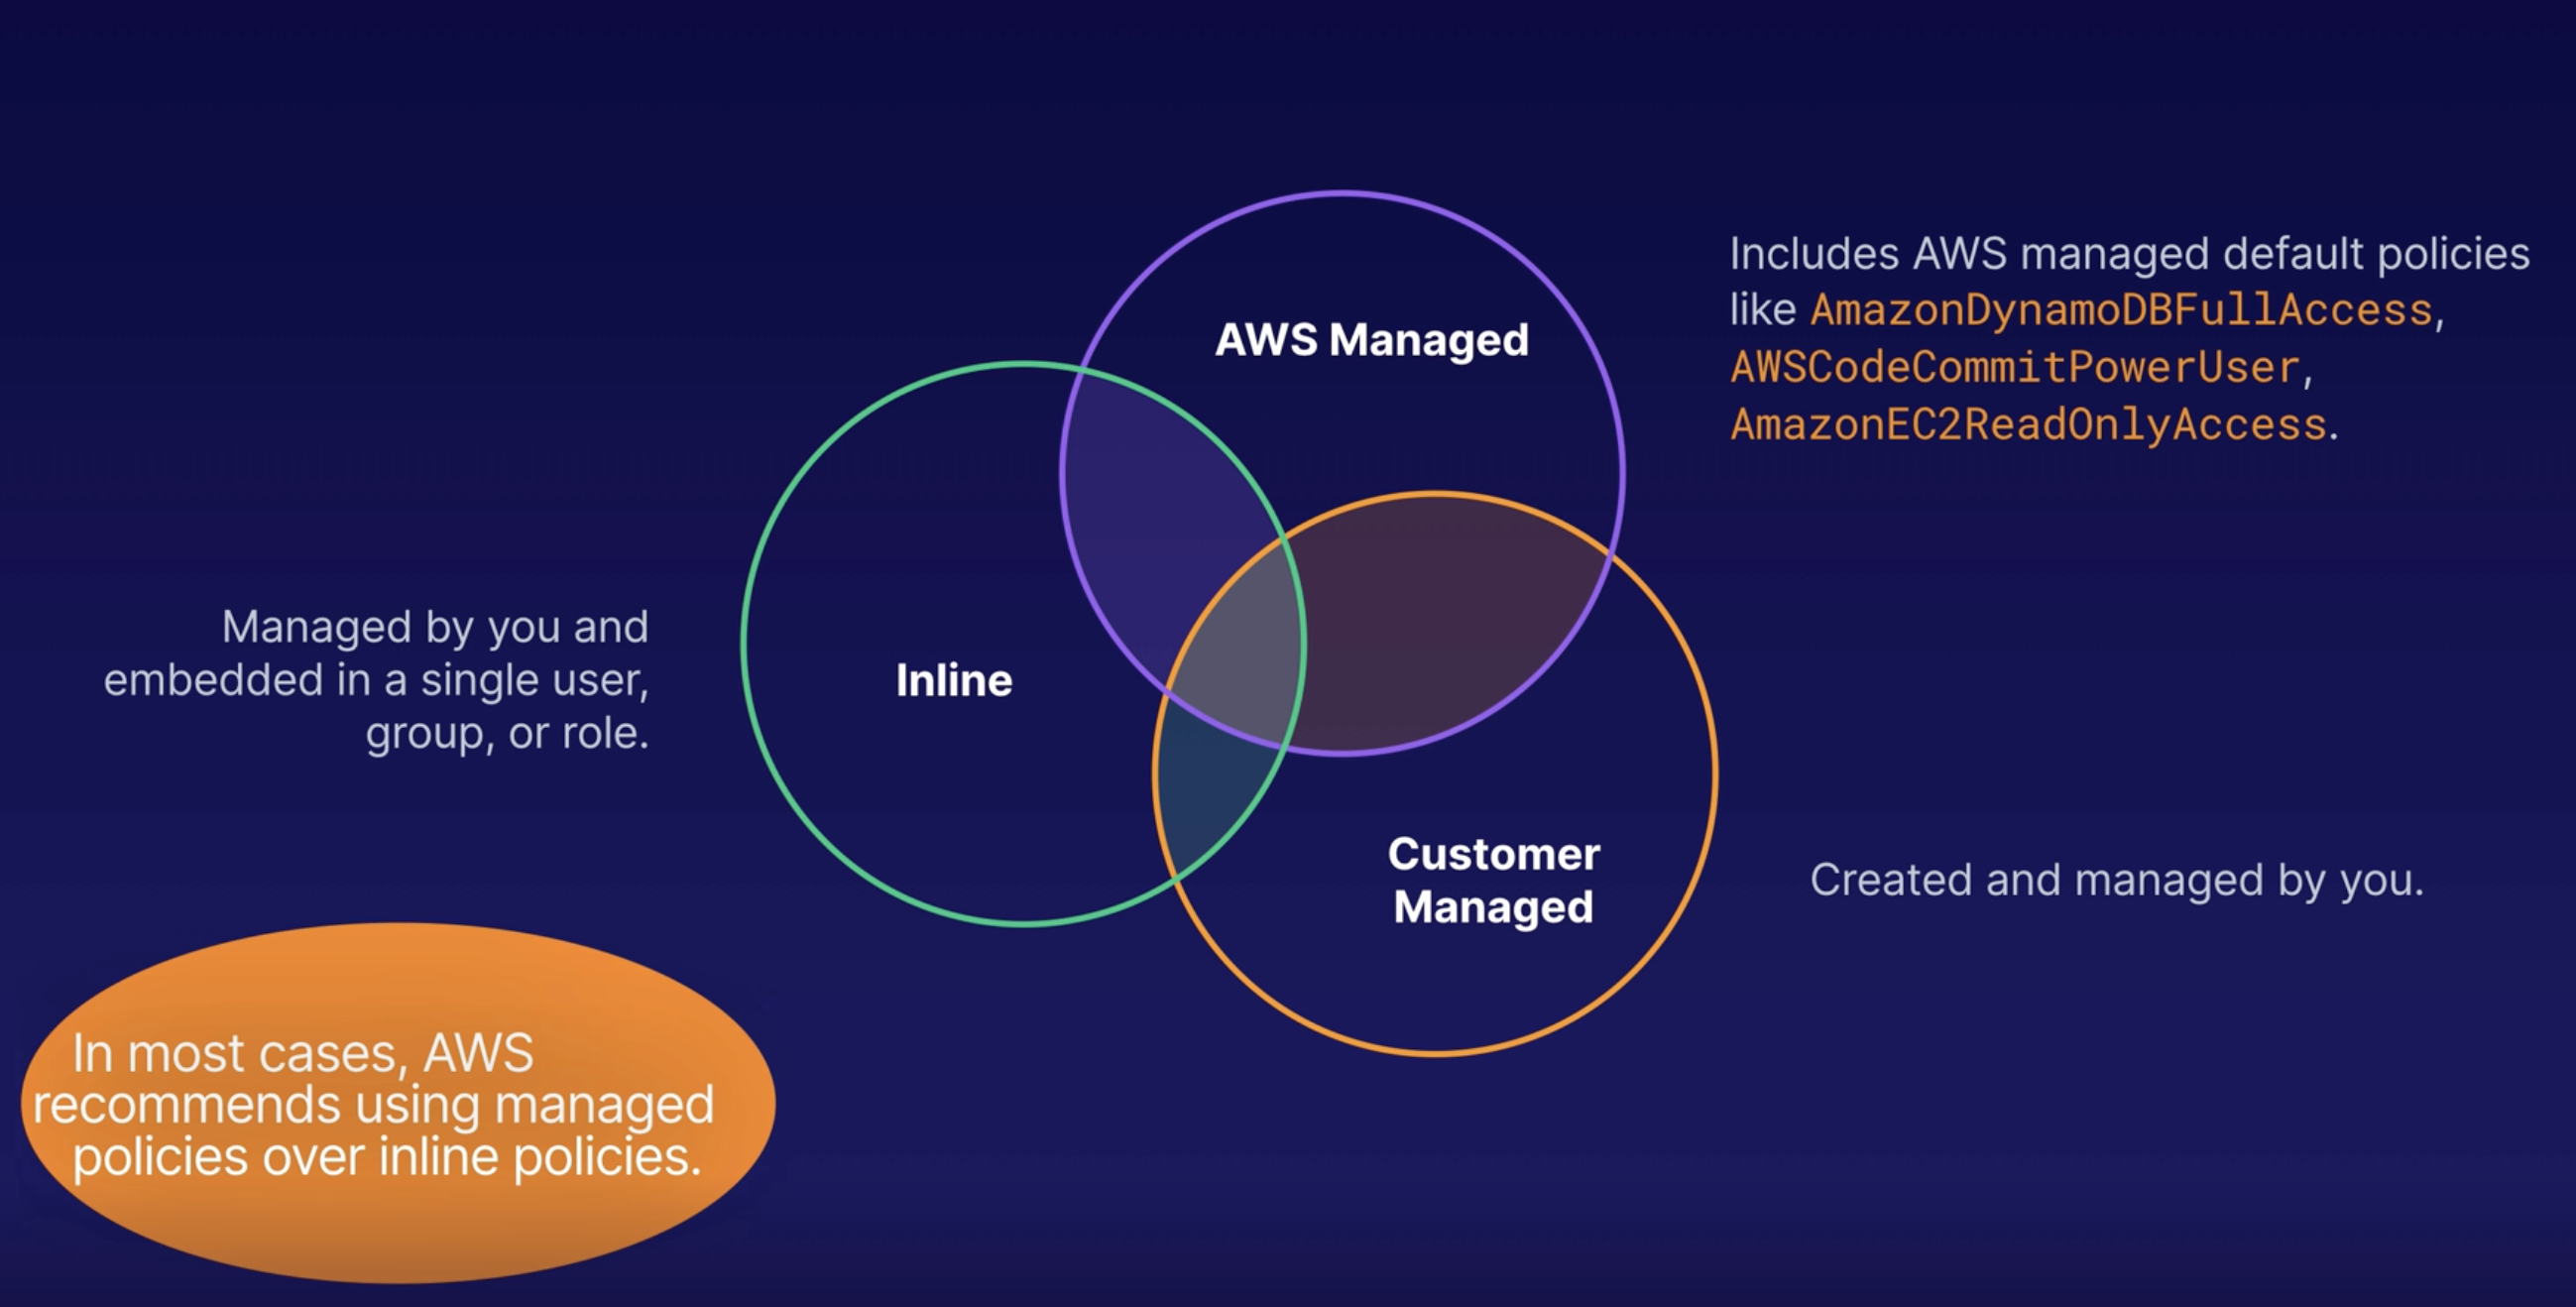 AWS Managed
Includes AWS managed default policies
like AmazonDynamoDBFullAccess,
AWSCodeCommitPowerUser,
AmazonEC2ReadOnlyAccess.
Managed by you and
embedded in a single user,
group, or role.
Inline
Customer
Managed
Created and managed by you.
In most cases, AWS
recommends using managed
policies over inline policies.